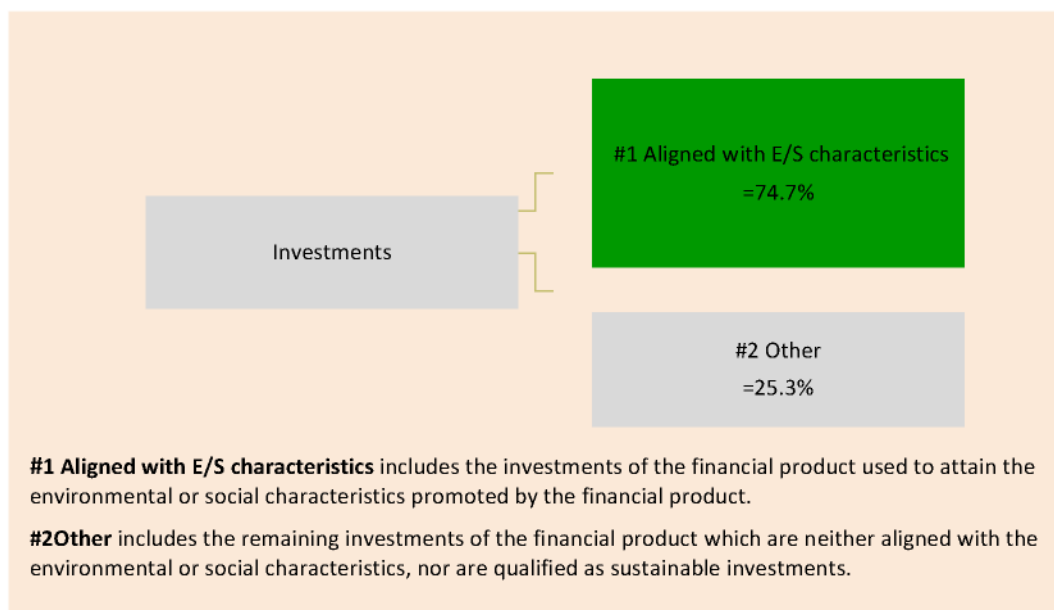 #1 Aligned with E/S characteristics
=74.7%
Investments
#2 Other
=25.3%
#1 Aligned with E/S characteristics includes the investments of the financial product used to attain the
environmental or social characteristics promoted by the financial product.
#2Other includes the remaining investments of the financial product which are neither aligned with the
environmental or social characteristics, nor are qualified as sustainable investments.